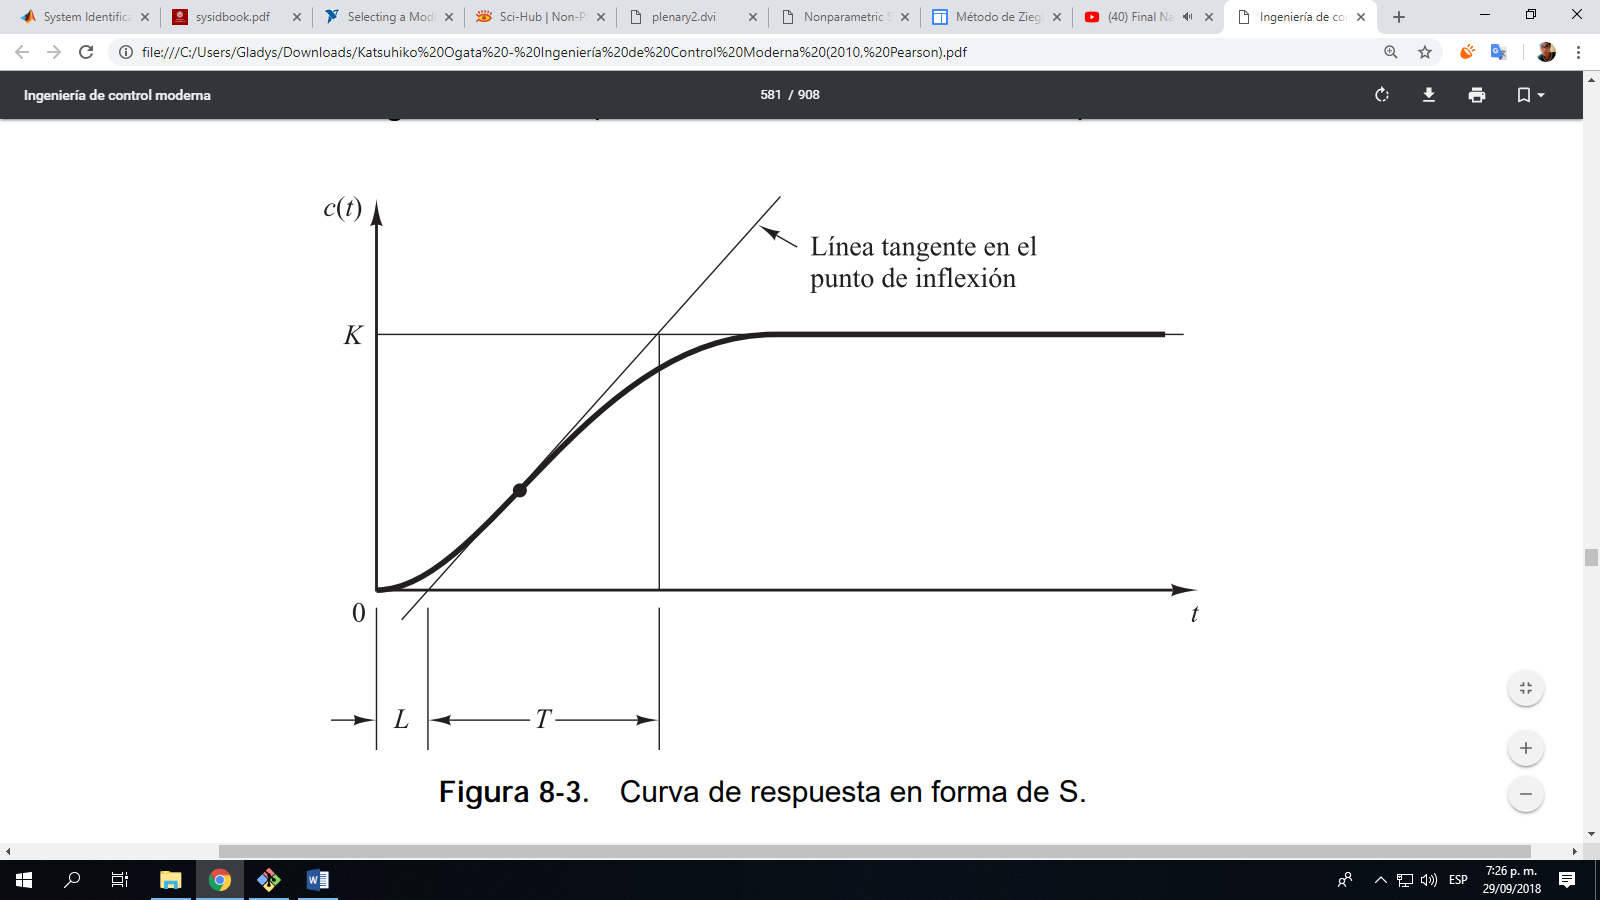 System Identifica
sysidbook.pdf
Selecting a Mod
Sci-Hub | Non-P
plenary2.dvi
Nonparametric S
Método de Zieg
(40) Final Na
Ingeniería de co
file:///C:/Users/Gladys/Downloads/Katsuhiko%20Ogata%20-%20Ingeniería%20de%20Control%20Moderna%20(2010,%20Pearson).pdf
Ingeniería de control moderna
581 / 908
c(t)
Línea tangente en el
punto de inflexión
K
0
t
L
T
Figura 8-3. Curva de respuesta en forma de S.
ESP
7:26 p. m.
29/09/2018